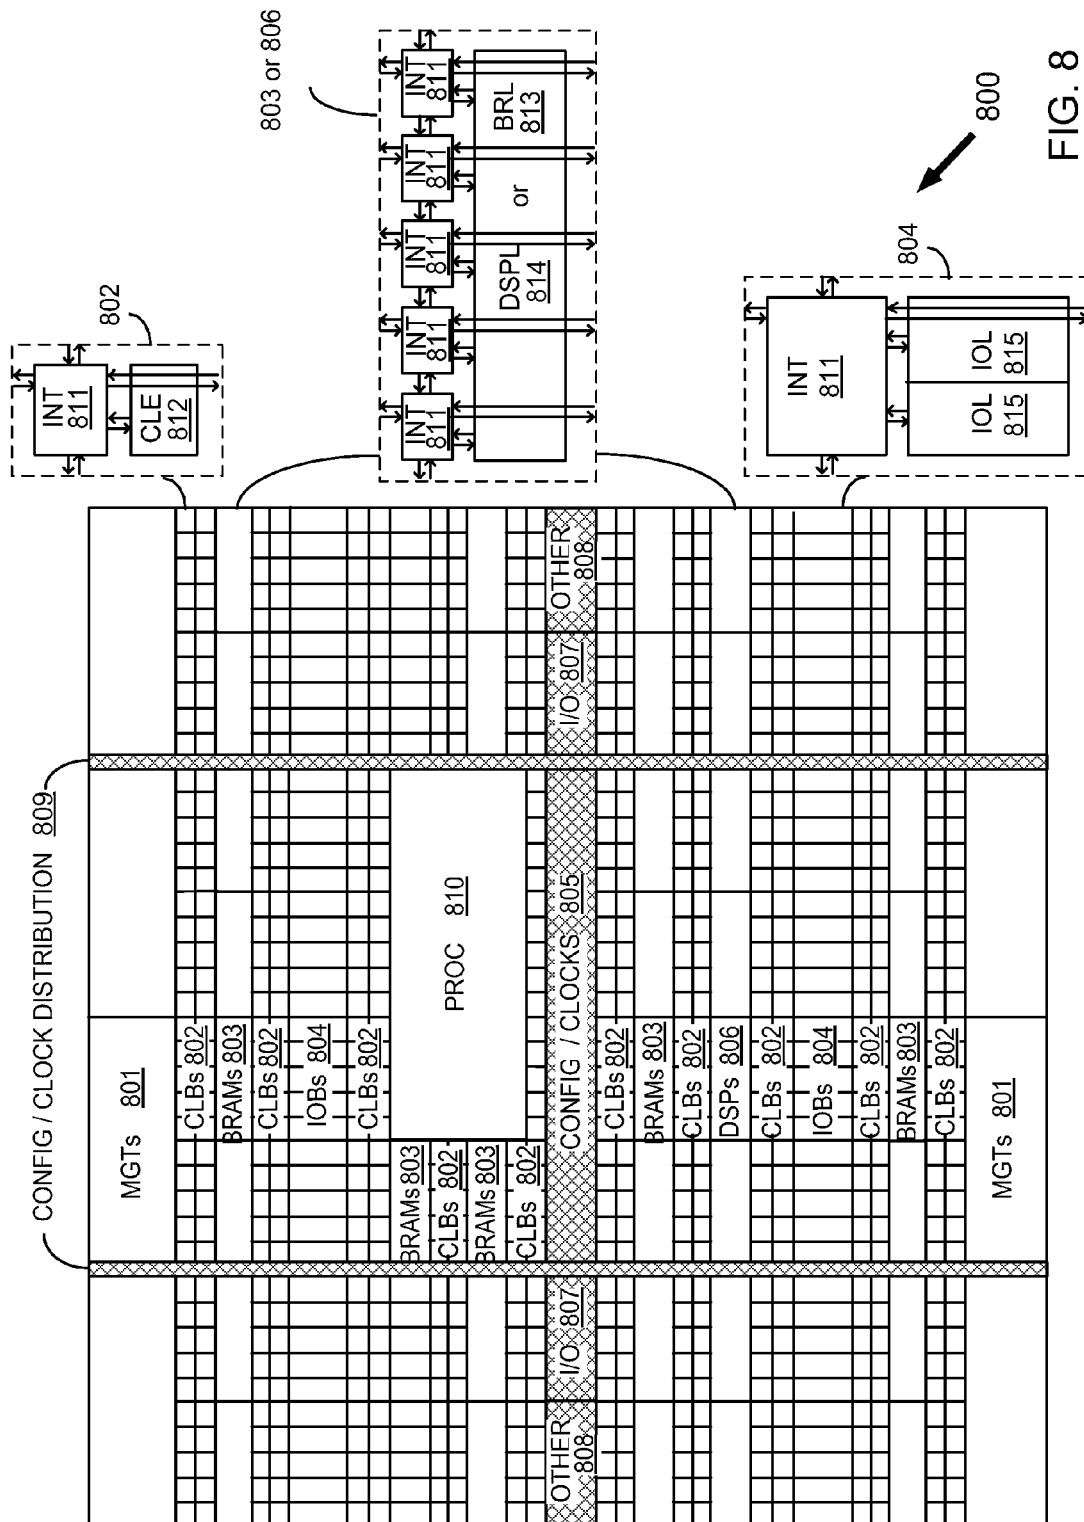 CONFIG / CLOCK DISTRIBUTION 809
MGTs 801
CLBs 802
BRAMs 803
CLBs 802
IOBs 804
CLBs 802
BRAMs 803
CLBs 802
BRAMs 803
CLBs 802
PROC 810
OTHER 808
I/O 807
CONFIG / CLOCKS 805
I/O 807
OTHER 808
CLBs 802
BRAMs 803
CLBs 802
DSPs 806
CLBs 802
IOBs 804
CLBs 802
BRAMs 803
CLBs 802
MGTs 801
802
INT 811
CLE 812
803 or 806
INT 811
INT 811
INT 811
INT 811
INT 811
DSPL 814
or
BRL 813
804
INT 811
IOL 815
IOL 815
800
FIG. 8